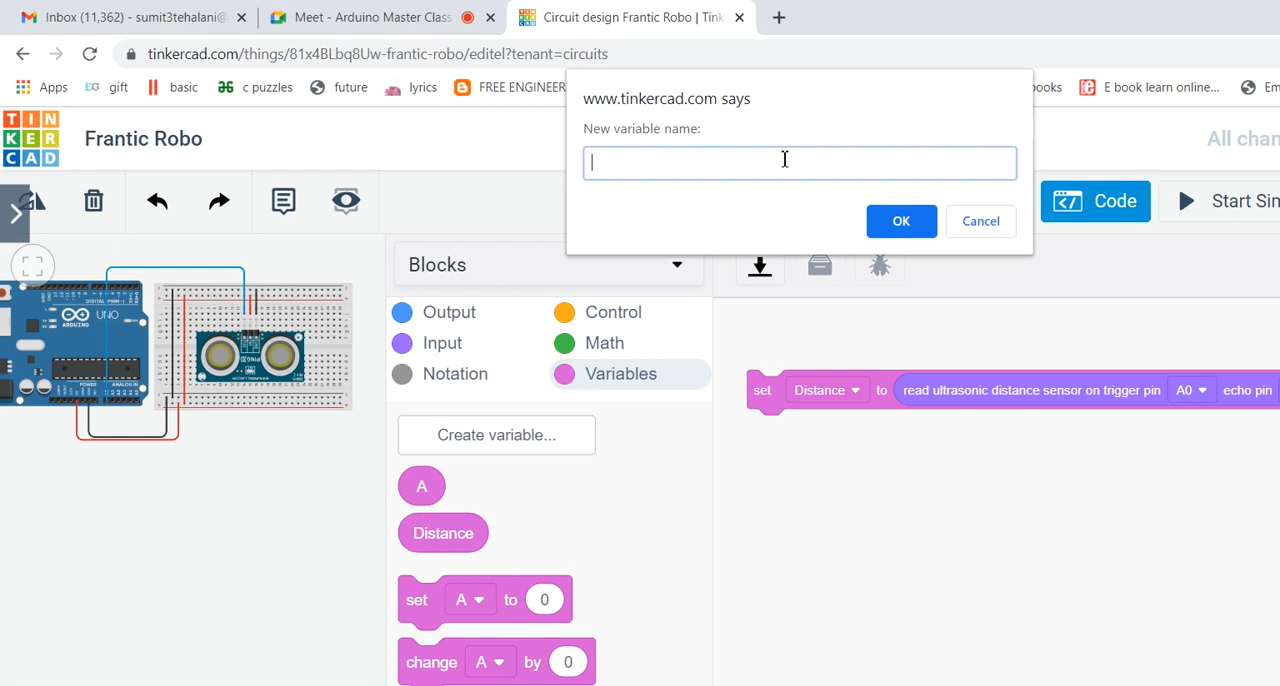 Inbox (11,362) - sumit3tehalani@
Meet - Arduino Master Class
Circuit design Frantic Robo | Tink
tinkercad.com/things/81x4BLbq8Uw-frantic-robo/editel?tenant=circuits
Apps
gift
basic
c puzzles
future
lyrics
FREE ENGINEER
ooks
E book learn online...
Em
www.tinkercad.com says
New variable name:
OK
Cancel
TIN
KER
CAD
Frantic Robo
All chan
Code
Start Sim
Blocks
Output
Control
Input
Math
Notation
Variables
Create variable...
A
Distance
set A to 0
change A by 0
set Distance to read ultrasonic distance sensor on trigger pin A0 echo pin
UNO
ARDUINO